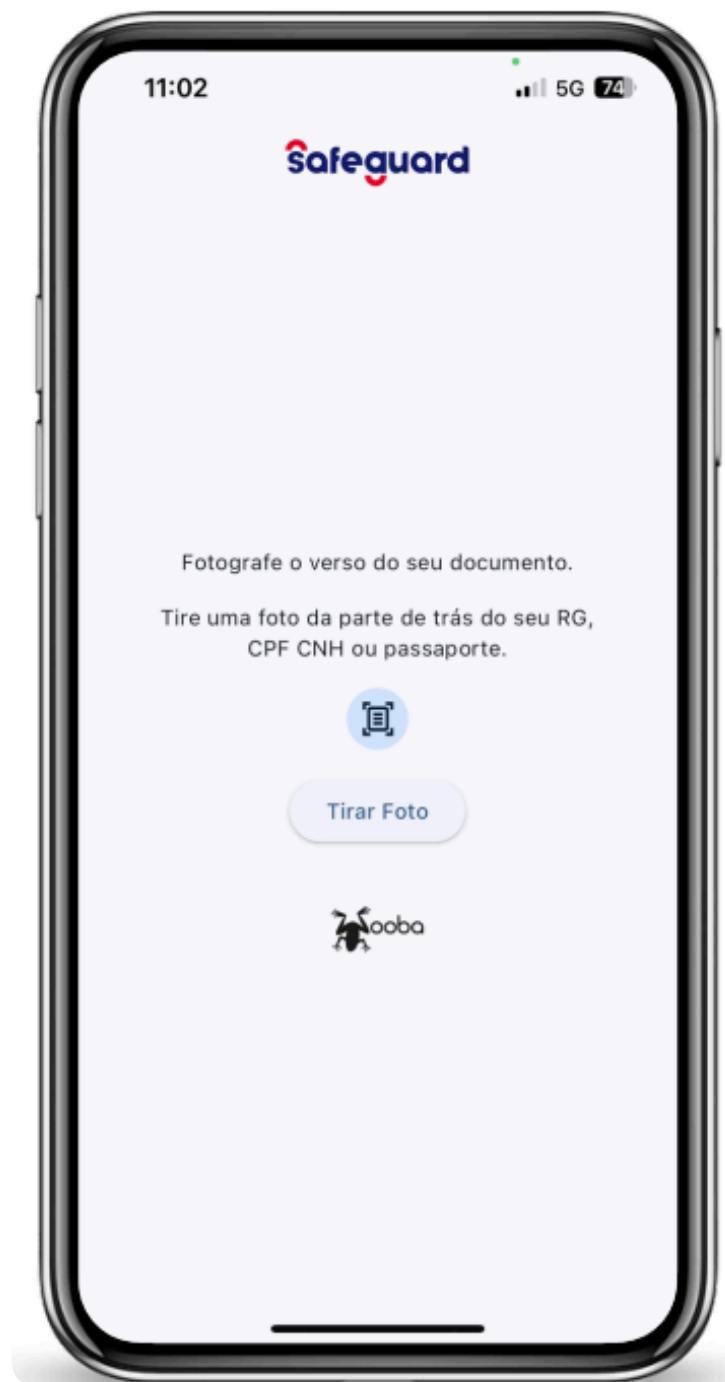 11:02
5G 74
safeguard
Fotografe o verso do seu documento.
Tire uma foto da parte de trás do seu RG,
CPF CNH ou passaporte.
Tirar Foto
ooba